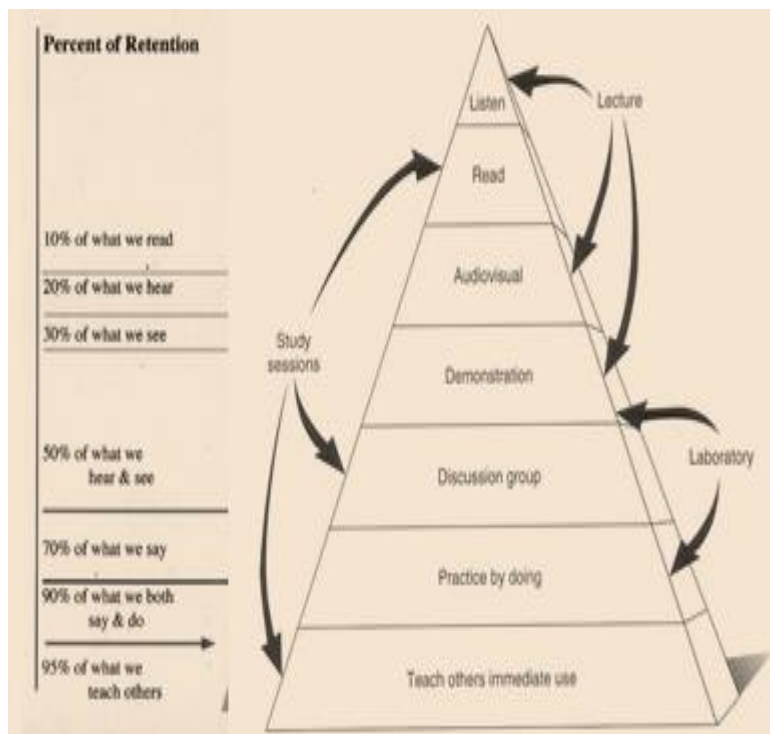 Percent of Retention
10% of what we read
20% of what we hear
30% of what we see
50% of what we
hear & see
70% of what we say
90% of what we both
say & do
95% of what we
teach others
Listen
Read
Audiovisual
Demonstration
Discussion group
Practice by doing
Teach others immediate use
Lecture
Study
sessions
Laboratory